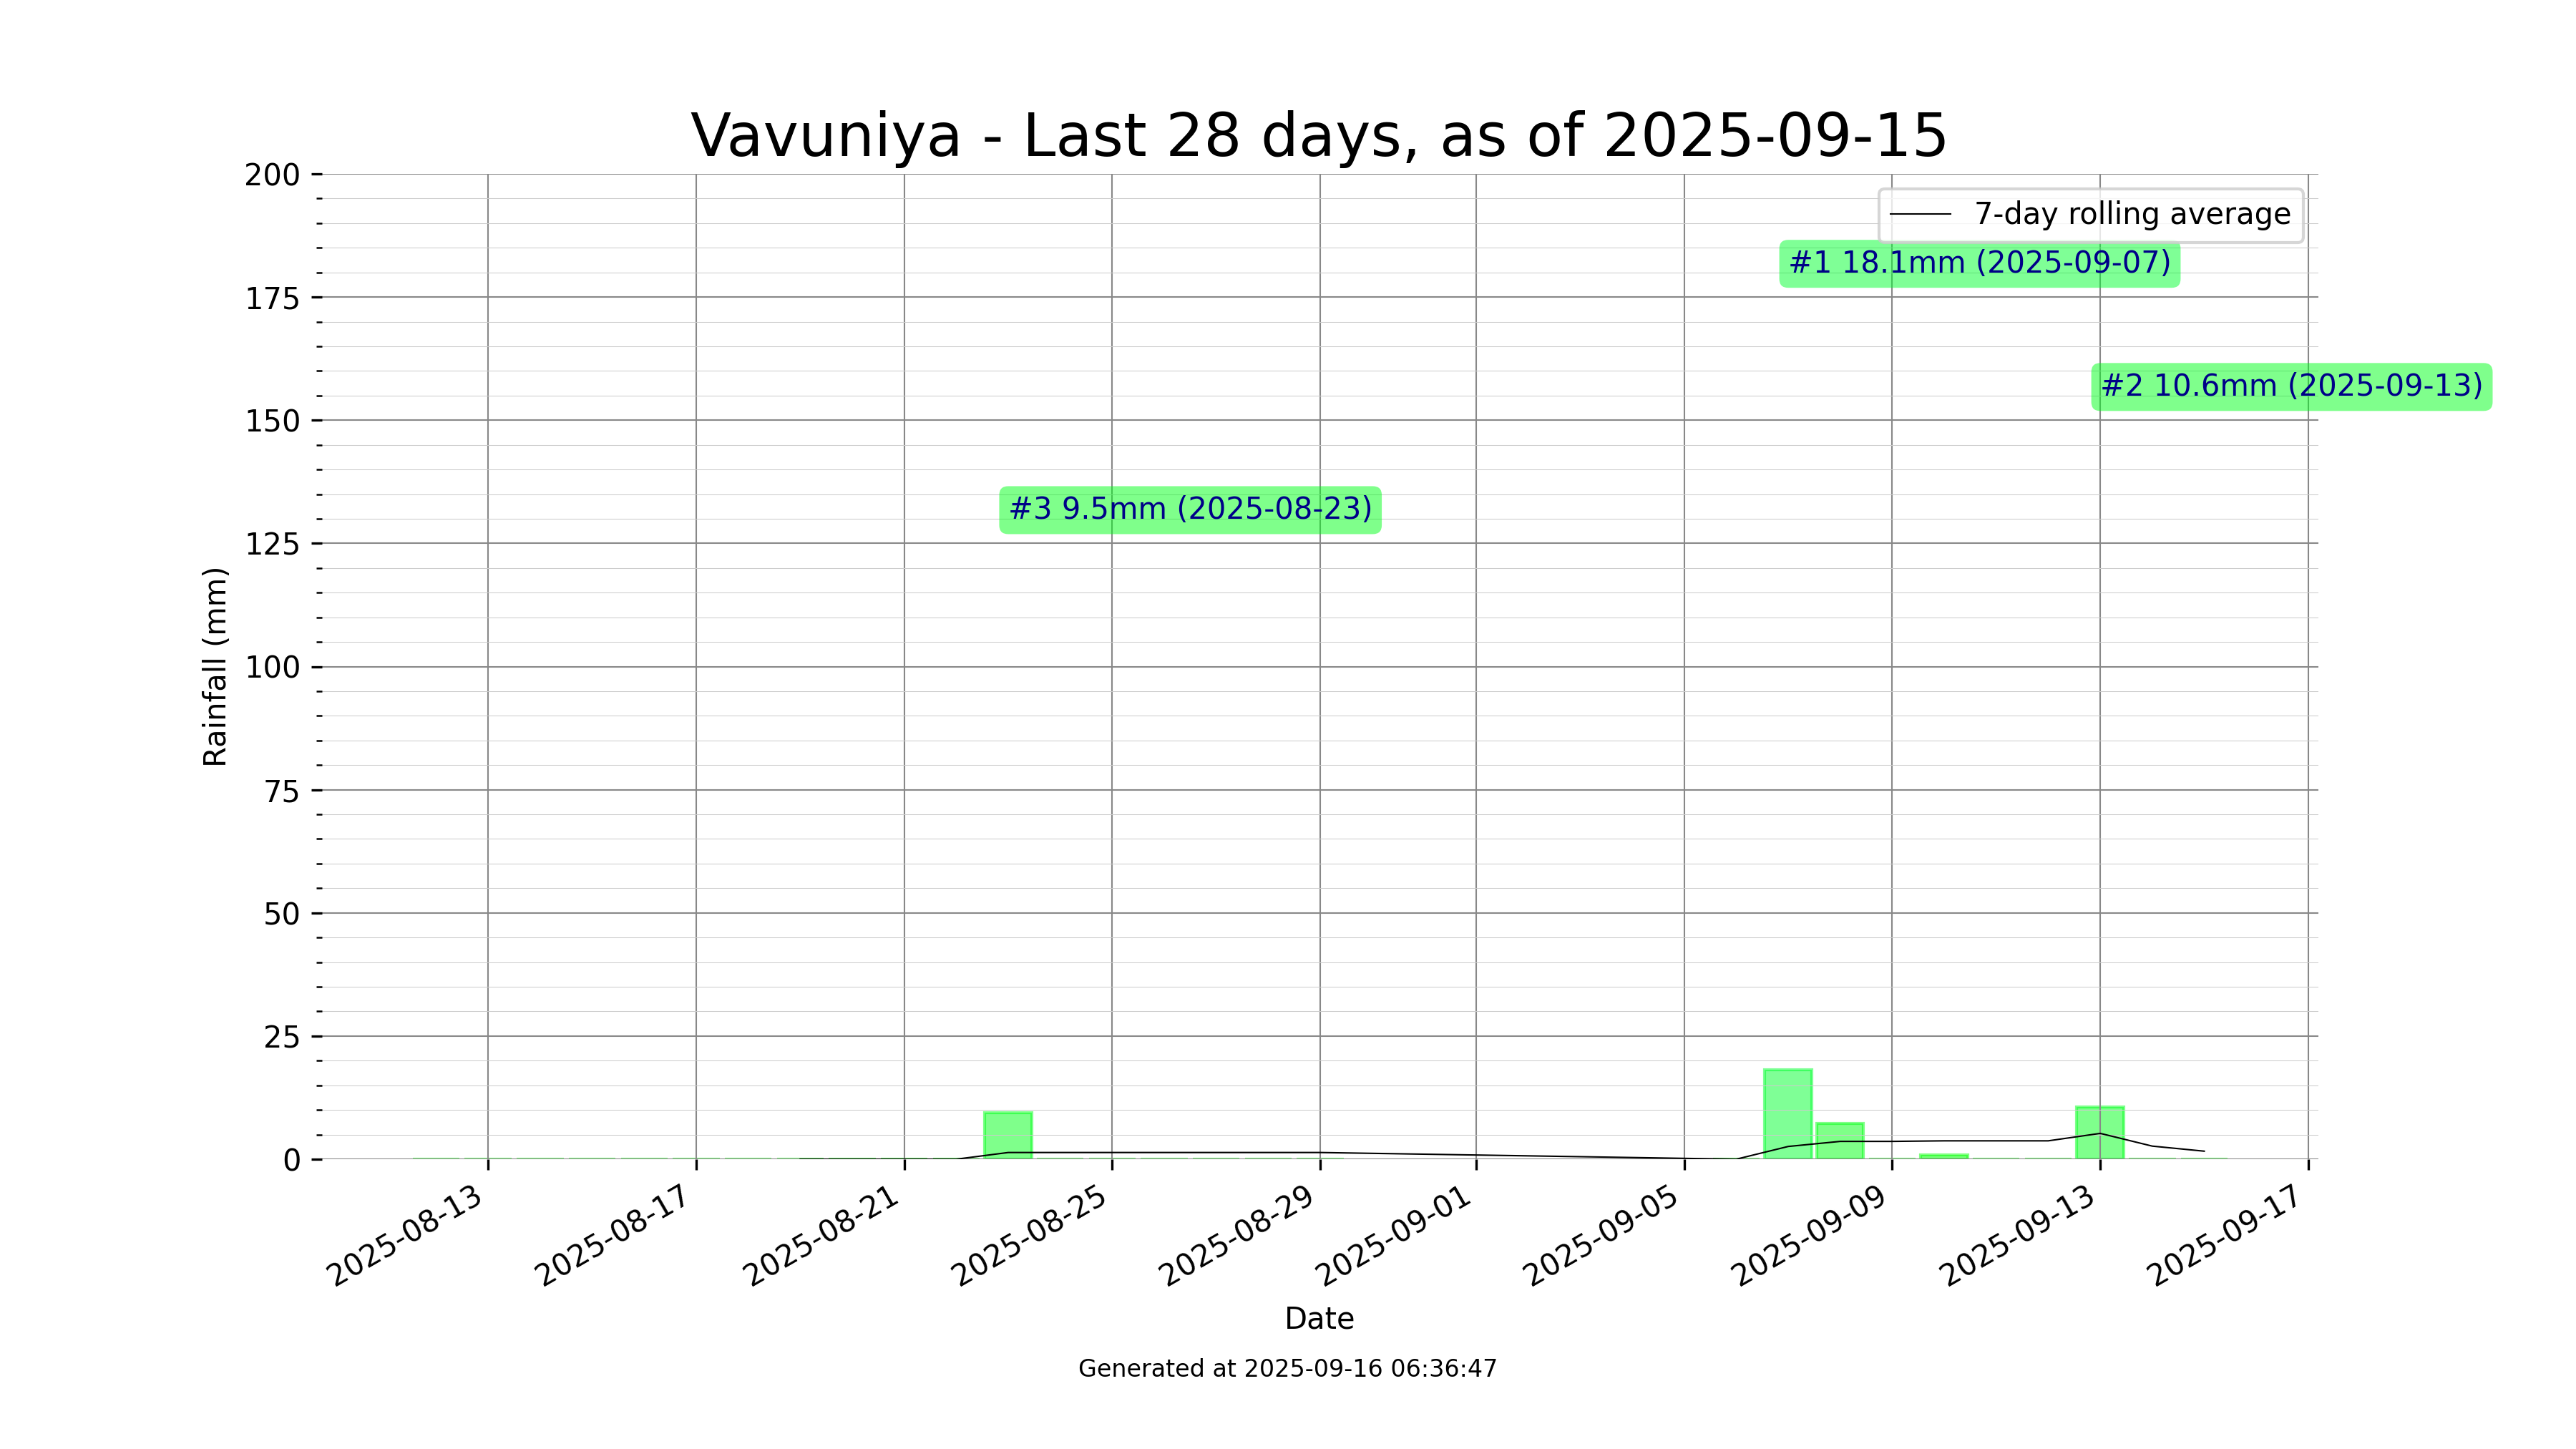 Vavuniya - Last 28 days, as of 2025-09-15
7-day rolling average
#1 18.1mm (2025-09-07)
#2 10.6mm (2025-09-13)
#3 9.5mm (2025-08-23)
Rainfall (mm)
200
175
150
125
100
75
50
25
0
2025-08-13
2025-08-17
2025-08-21
2025-08-25
2025-08-29
2025-09-01
2025-09-05
2025-09-09
2025-09-13
2025-09-17
Date
Generated at 2025-09-16 06:36:47